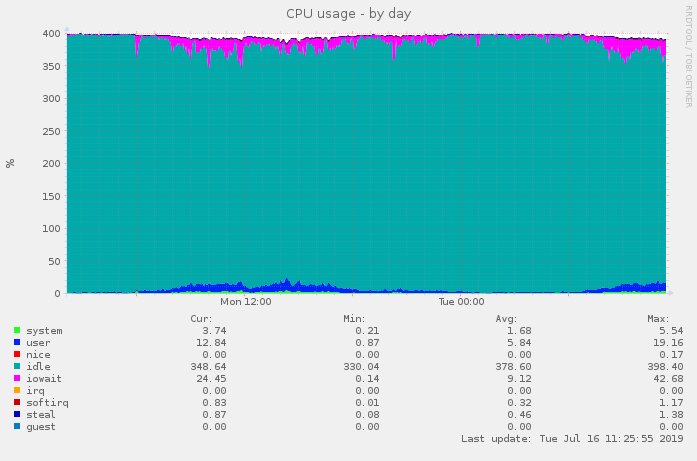 CPU usage - by day
RRDTOOL / TOBI OETIKER
400
350
300
250
200
150
100
50
0
%
Mon 12:00 Tue 00:00
Cur: Min: Avg: Max:
system 3.74 0.21 1.68 5.54
user 12.84 0.87 5.84 19.16
nice 0.00 0.00 0.00 0.17
idle 348.64 330.04 378.60 398.40
iowait 24.45 0.14 9.12 42.68
irq 0.00 0.00 0.00 0.00
softirq 0.83 0.01 0.32 1.17
steal 0.87 0.08 0.46 1.38
guest 0.00 0.00 0.00 0.00
Last update: Tue Jul 16 11:25:55 2019